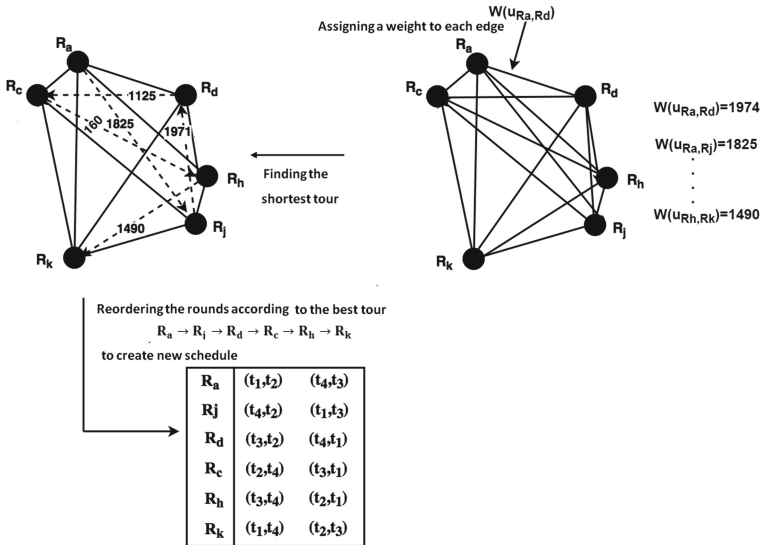 W(uRa,Rd)
Assigning a weight to each edge
Ra
Rc
Rd
1125
160
1825
1971
Rh
1490
Rj
Rk
Finding the
shortest tour
Ra
Rc
Rd
Rh
Rj
Rk
W(uRa,Rd)=1974
W(uRa,Rj)=1825
W(uRh,Rk)=1490
Reordering the rounds according to the best tour
Ra → Rj → Rd → Rc → Rh → Rk
to create new schedule
Ra (t1,t2) (t4,t3)
Rj (t4,t2) (t1,t3)
Rd (t3,t2) (t4,t1)
Rc (t2,t4) (t3,t1)
Rh (t3,t4) (t2,t1)
Rk (t1,t4) (t2,t3)